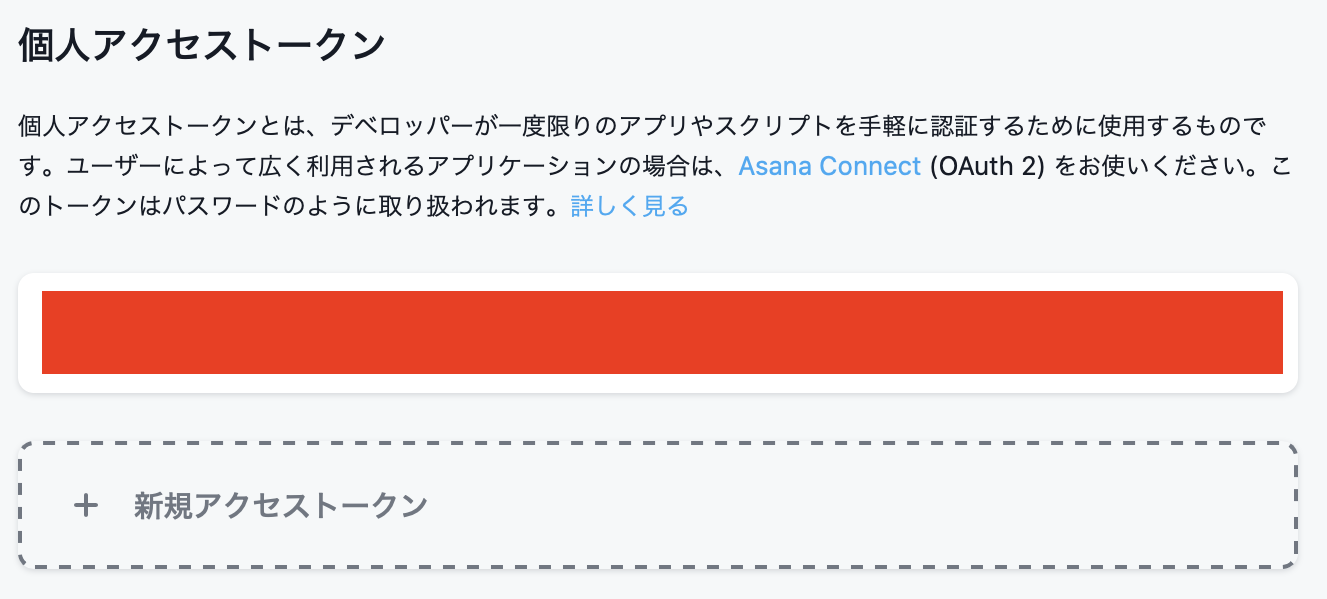 個人アクセストークン
個人アクセストークンとは、デベロッパーが一度限りのアプリやスクリプトを手軽に認証するために使用するもので
す。ユーザーによって広く利用されるアプリケーションの場合は、Asana Connect (OAuth 2) をお使いください。こ
のトークンはパスワードのように取り扱われます。詳しく見る
+ 新規アクセストークン